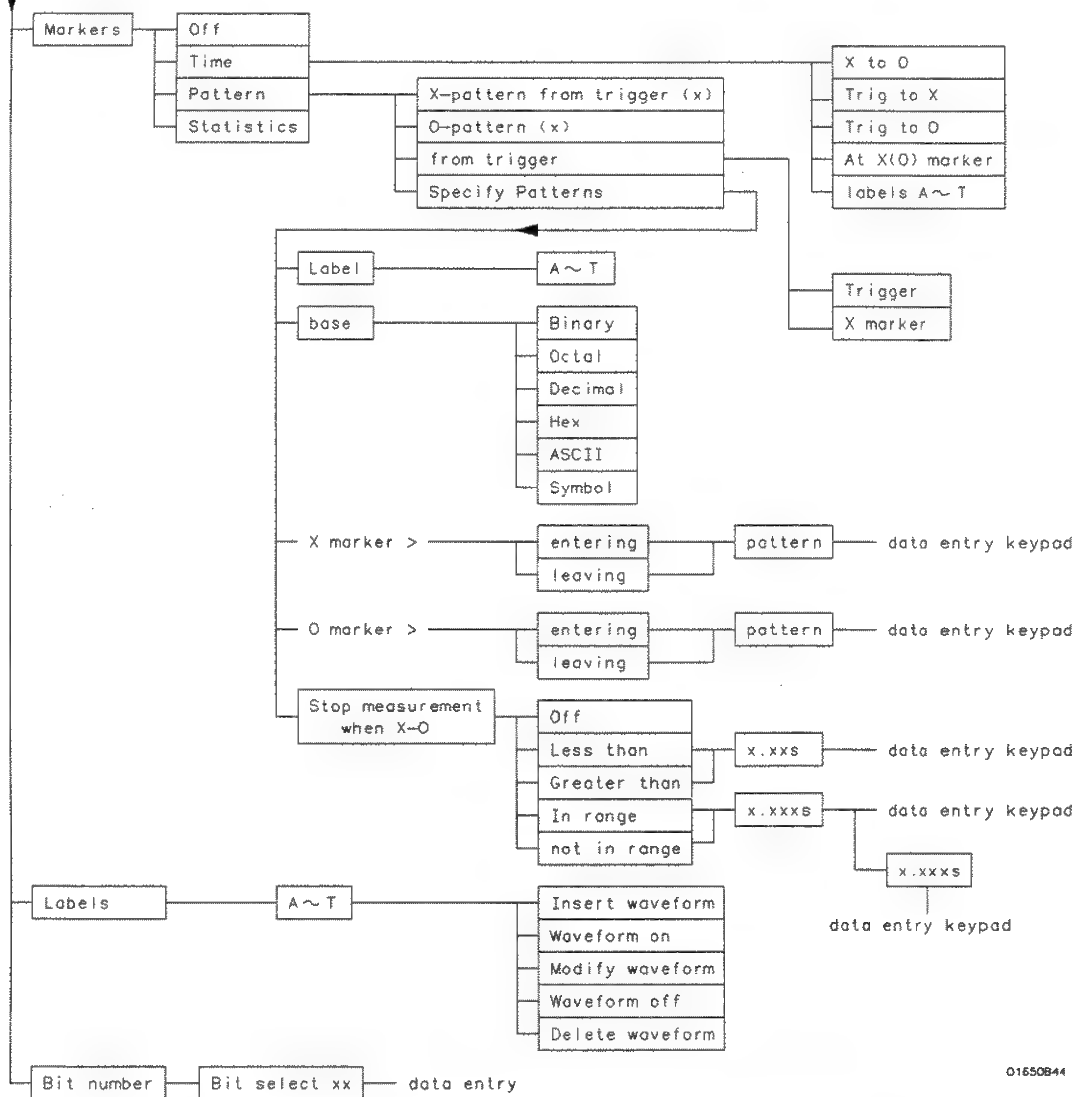 Markers
Off
Time
Pattern
Statistics
X-pattern from trigger (x)
O-pattern (x)
from trigger
Specify Patterns
X to O
Trig to X
Trig to O
At X(O) marker
labels A~T
Trigger
X marker
Label
A~T
base
Binary
Octal
Decimal
Hex
ASCII
Symbol
X marker >
entering
leaving
pattern
data entry keypad
O marker >
entering
leaving
pattern
data entry keypad
Stop measurement
when X-O
Off
Less than
Greater than
In range
not in range
x.xxs
data entry keypad
x.xxxs
data entry keypad
x.xxxs
data entry keypad
Labels
A~T
Insert waveform
Waveform on
Modify waveform
Waveform off
Delete waveform
Bit number
Bit select xx
data entry
01650B44